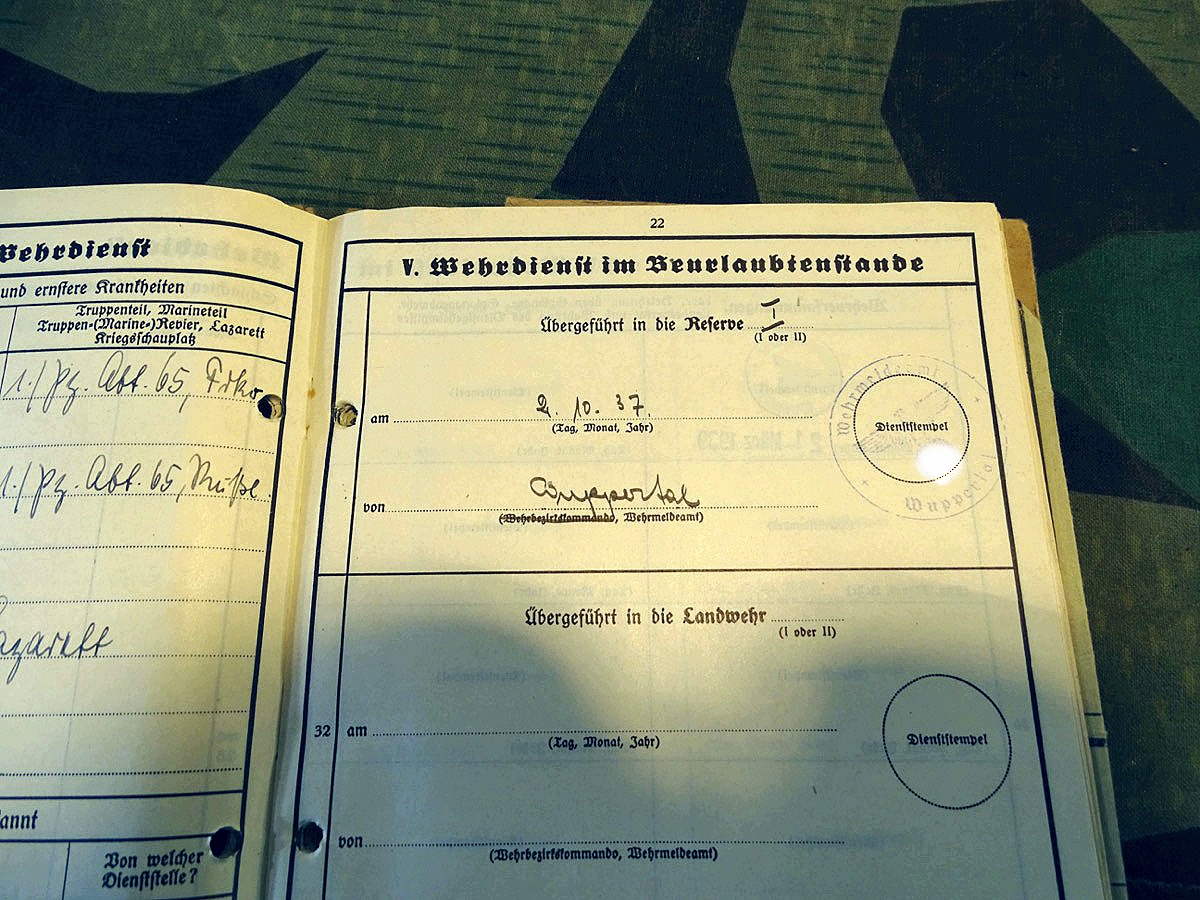 Wehrdienst
und ernstere Krankheiten
Truppenteil, Marineteil
Truppen-(Marine-)Revier, Lazarett
Kriegsschauplatz
1./Pz. Abt. 65,
1./Pz. Abt. 65,
Lazarett
Von welcher
Dienststelle?
22
V. Wehrdienst im Beurlaubtenstande
Übergeführt in die Reserve I
(I oder II)
am 2. 10. 37.
(Tag, Monat, Jahr)
von Wuppertal
(Wehrbezirkskommando, Wehrmeldeamt)
Wehrmeldeamt
Dienststempel
Wuppertal
Übergeführt in die Landwehr
(I oder II)
32 am
(Tag, Monat, Jahr)
Dienststempel
von
(Wehrbezirkskommando, Wehrmeldeamt)